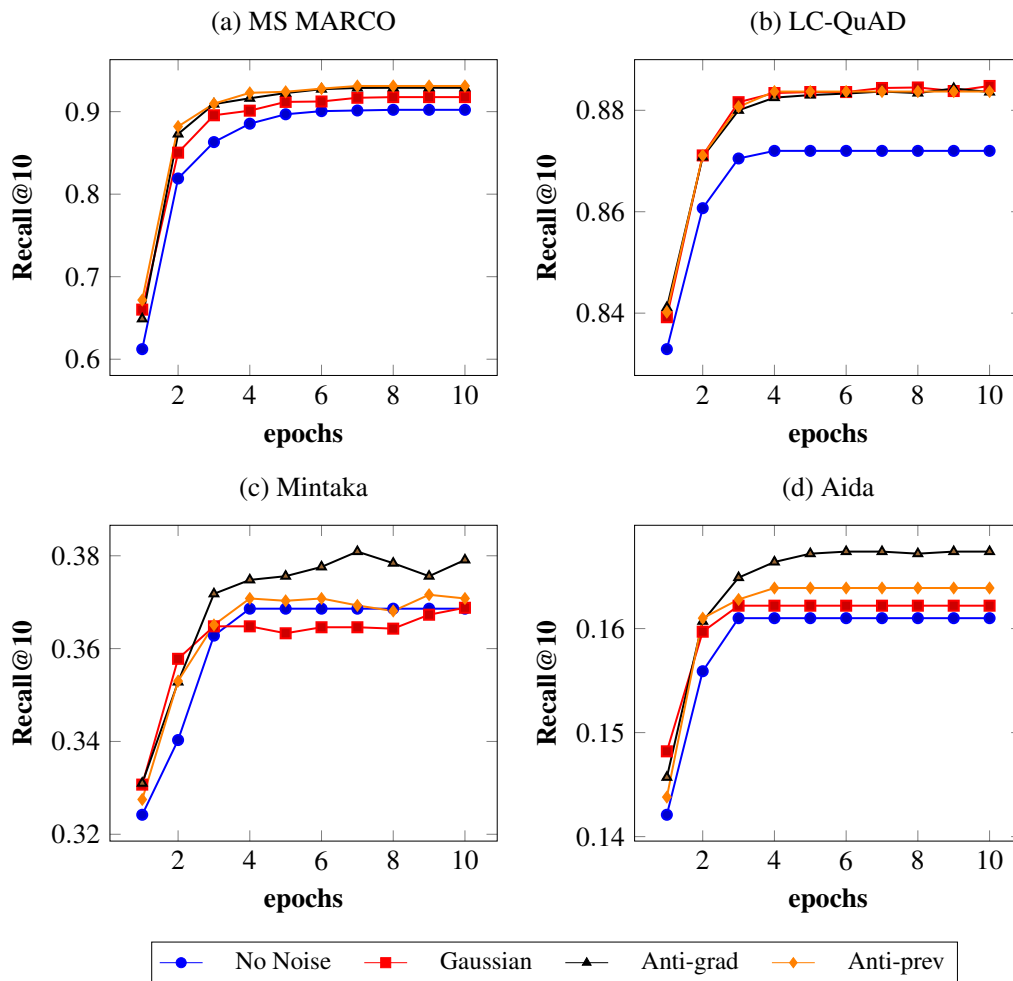 (a) MS MARCO
0.9
0.8
0.7
0.6
Recall@10
2 4 6 8 10
epochs
(b) LC-QuAD
0.88
0.86
0.84
Recall@10
2 4 6 8 10
epochs
(c) Mintaka
0.38
0.36
0.34
0.32
Recall@10
2 4 6 8 10
epochs
(d) Aida
0.16
0.15
0.14
Recall@10
2 4 6 8 10
epochs
No Noise Gaussian Anti-grad Anti-prev